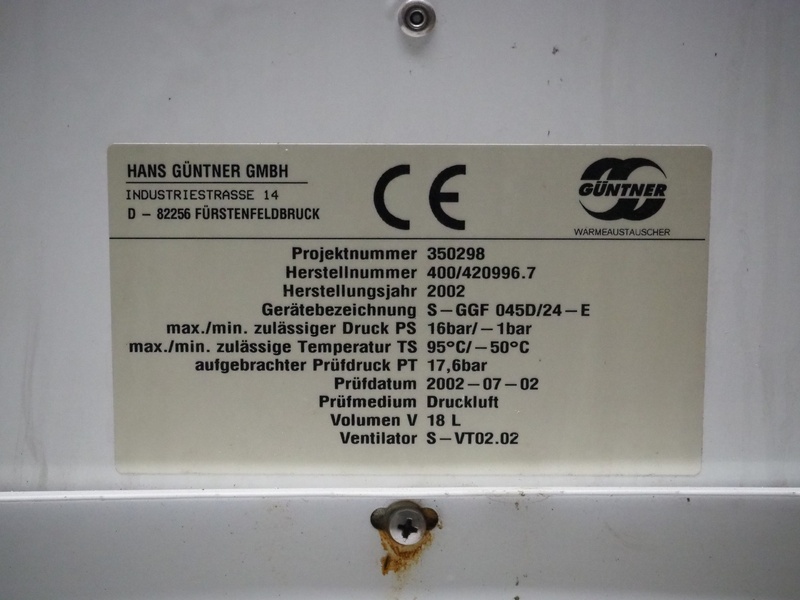 HANS GÜNTNER GMBH
INDUSTRIESTRASSE 14
D – 82256 FÜRSTENFELDBRUCK
CE
GÜNTNER
WÄRMEAUSTAUSCHER
Projektnummer 350298
Herstellnummer 400/420996.7
Herstellungsjahr 2002
Gerätebezeichnung S–GGF 045D/24–E
max./min. zulässiger Druck PS 16bar/–1bar
max./min. zulässige Temperatur TS 95°C/–50°C
aufgebrachter Prüfdruck PT 17,6bar
Prüfdatum 2002–07–02
Prüfmedium Druckluft
Volumen V 18 L
Ventilator S–VT02.02